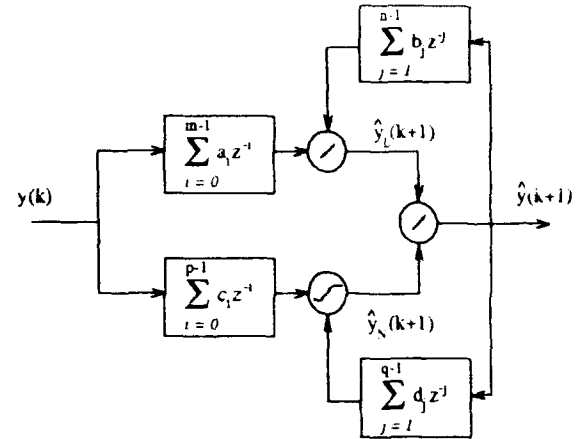 n-1
∑ b_j z^-j
j = 1
m-1
∑ a_i z^-i
i = 0
ŷ_L(k+1)
y(k)
ŷ(k+1)
p-1
∑ c_i z^-i
i = 0
ŷ_N(k+1)
q-1
∑ d_j z^-j
j = 1